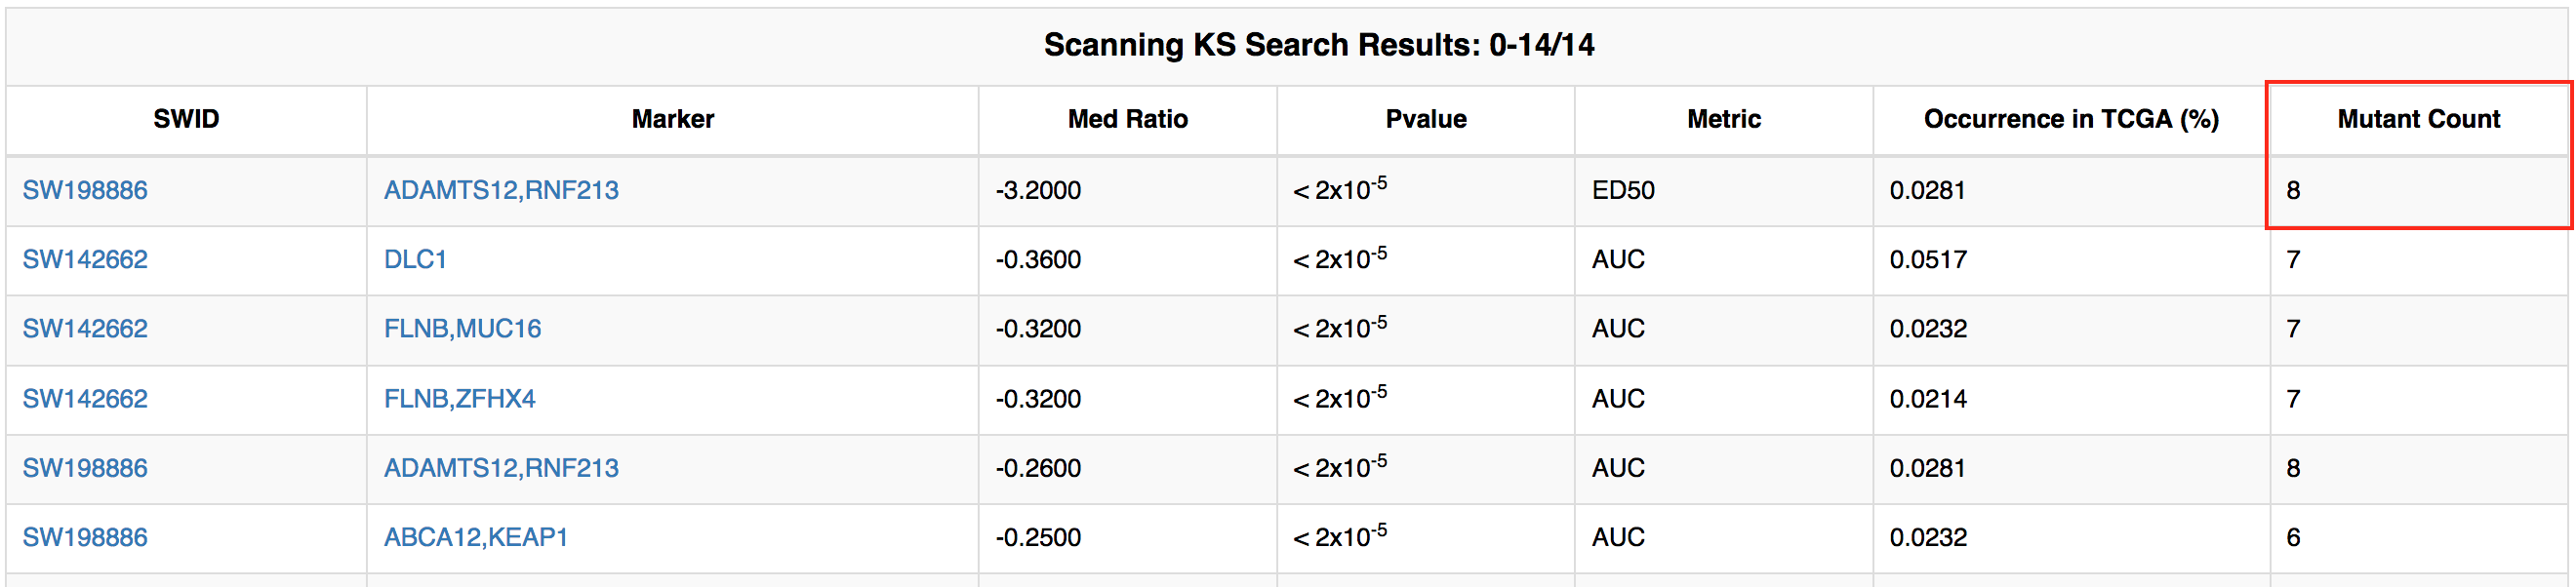 Scanning KS Search Results: 0-14/14
SWID Marker Med Ratio Pvalue Metric Occurrence in TCGA (%) Mutant Count
SW198886 ADAMTS12,RNF213 -3.2000 < 2x10⁻⁵ ED50 0.0281 8
SW142662 DLC1 -0.3600 < 2x10⁻⁵ AUC 0.0517 7
SW142662 FLNB,MUC16 -0.3200 < 2x10⁻⁵ AUC 0.0232 7
SW142662 FLNB,ZFHX4 -0.3200 < 2x10⁻⁵ AUC 0.0214 7
SW198886 ADAMTS12,RNF213 -0.2600 < 2x10⁻⁵ AUC 0.0281 8
SW198886 ABCA12,KEAP1 -0.2500 < 2x10⁻⁵ AUC 0.0232 6